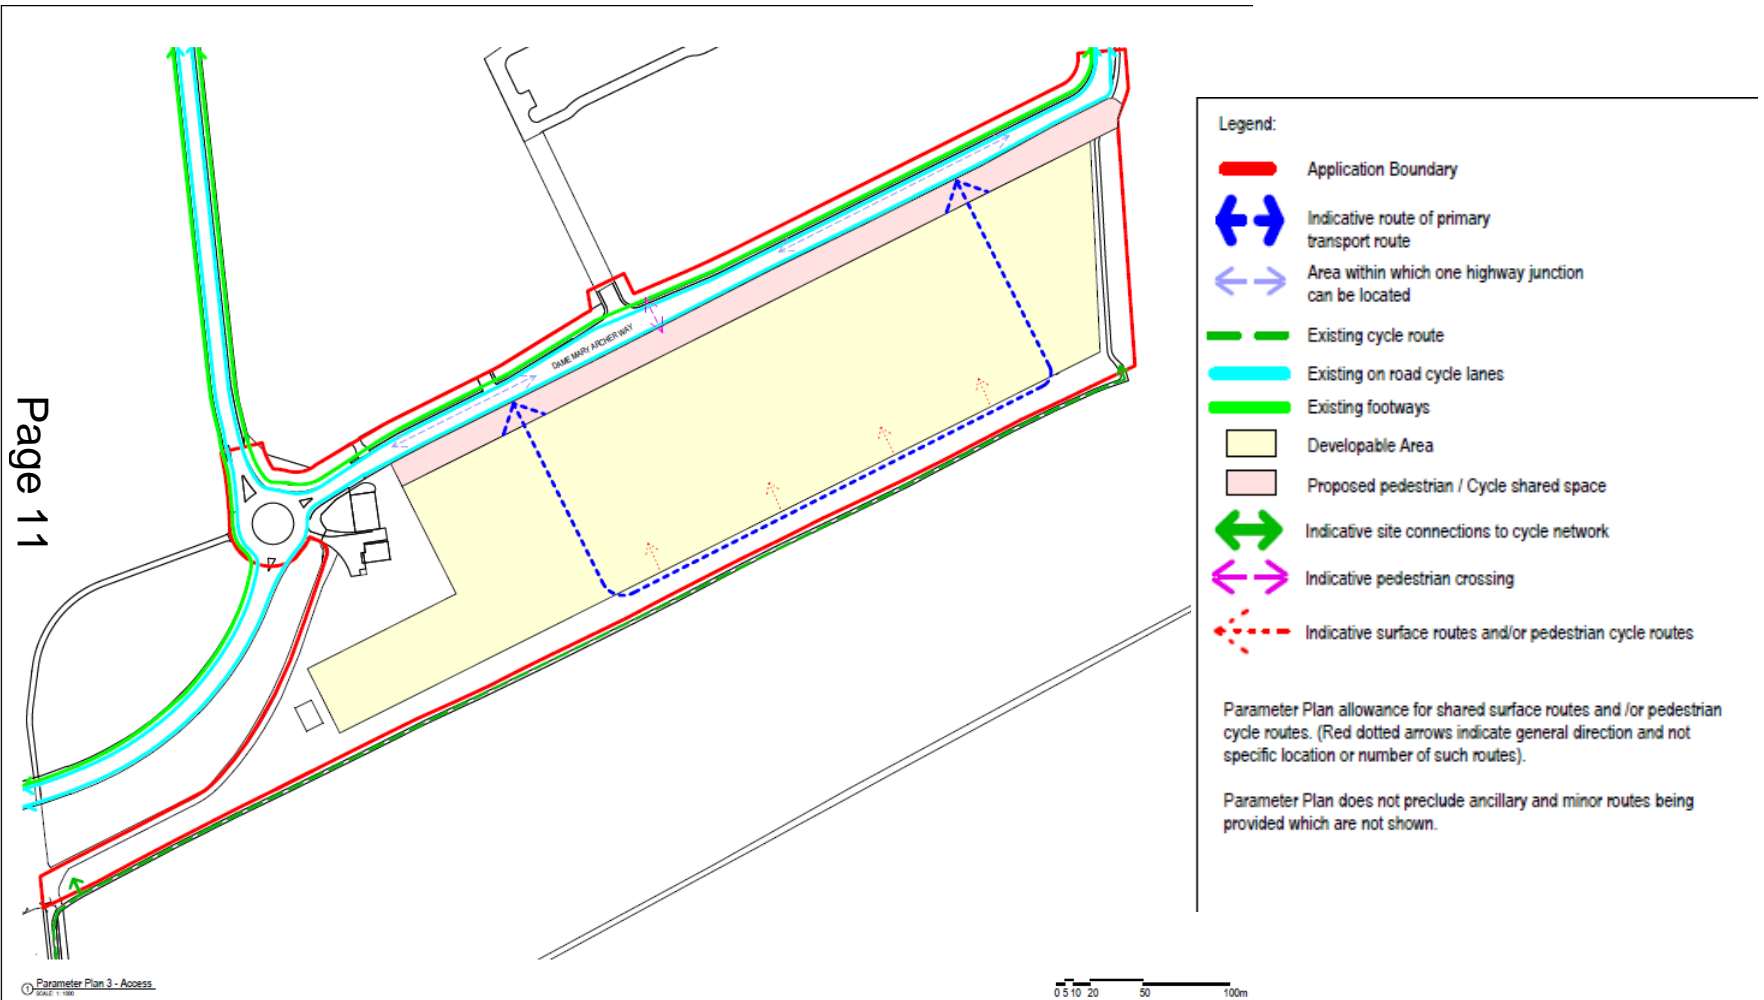 Page 11
DAME MARY ARCHER WAY
Legend:
Application Boundary
Indicative route of primary
transport route
Area within which one highway junction
can be located
Existing cycle route
Existing on road cycle lanes
Existing footways
Developable Area
Proposed pedestrian / Cycle shared space
Indicative site connections to cycle network
Indicative pedestrian crossing
Indicative surface routes and/or pedestrian cycle routes
Parameter Plan allowance for shared surface routes and /or pedestrian
cycle routes. (Red dotted arrows indicate general direction and not
specific location or number of such routes).
Parameter Plan does not preclude ancillary and minor routes being
provided which are not shown.
1 Parameter Plan 3 - Access
SCALE: 1 : 1000
0 5 10 20 50 100m